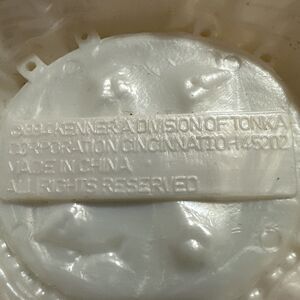 KENNER A DIVISION OF TONKA
CORPORATION CINCINNATI OH 45202
MADE IN CHINA
ALL RIGHTS RESERVED